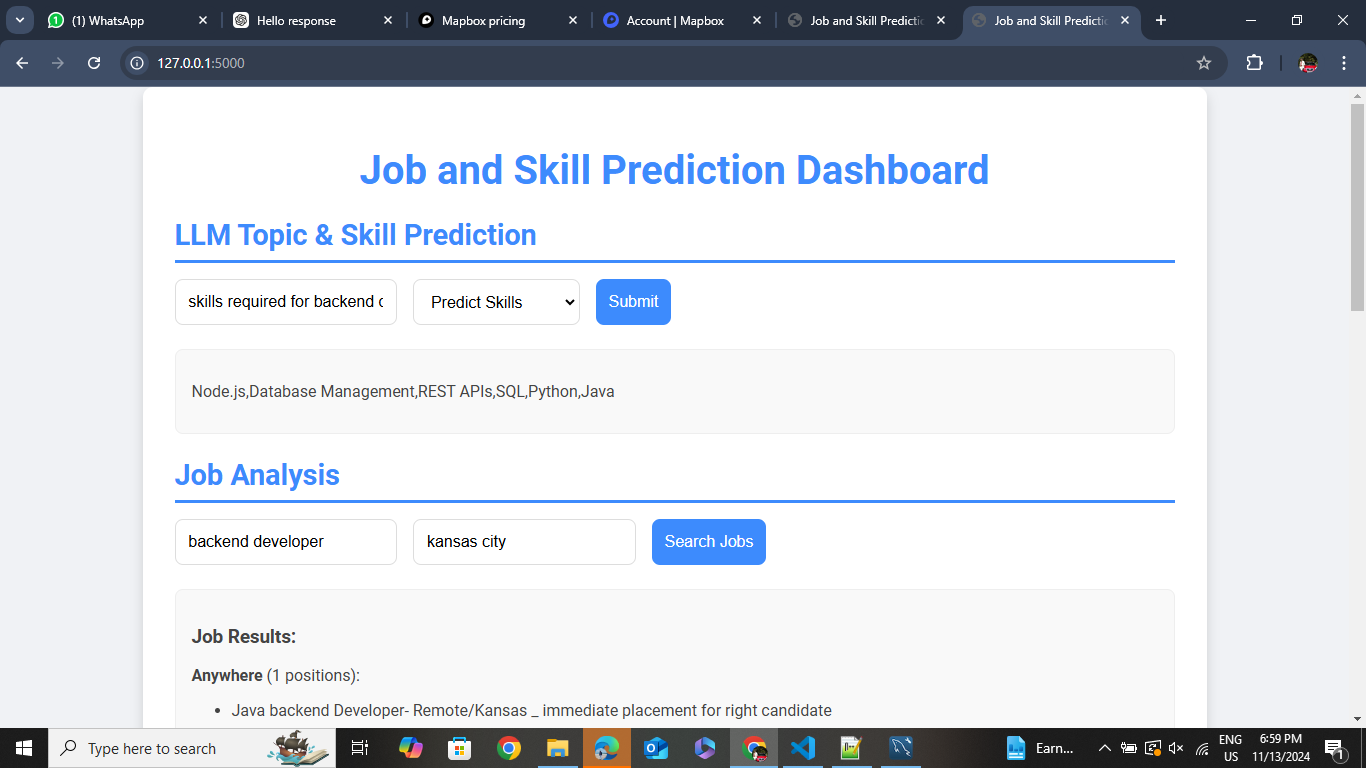 (1) WhatsApp
Hello response
Mapbox pricing
Account | Mapbox
Job and Skill Predictic
Job and Skill Predictic
127.0.0.1:5000
Job and Skill Prediction Dashboard
LLM Topic & Skill Prediction
skills required for backend
Predict Skills
Submit
Node.js,Database Management,REST APIs,SQL,Python,Java
Job Analysis
backend developer
kansas city
Search Jobs
Job Results:
Anywhere (1 positions):
Java backend Developer- Remote/Kansas _ immediate placement for right candidate
Type here to search
Earn...
ENG
US
6:59 PM
11/13/2024
1